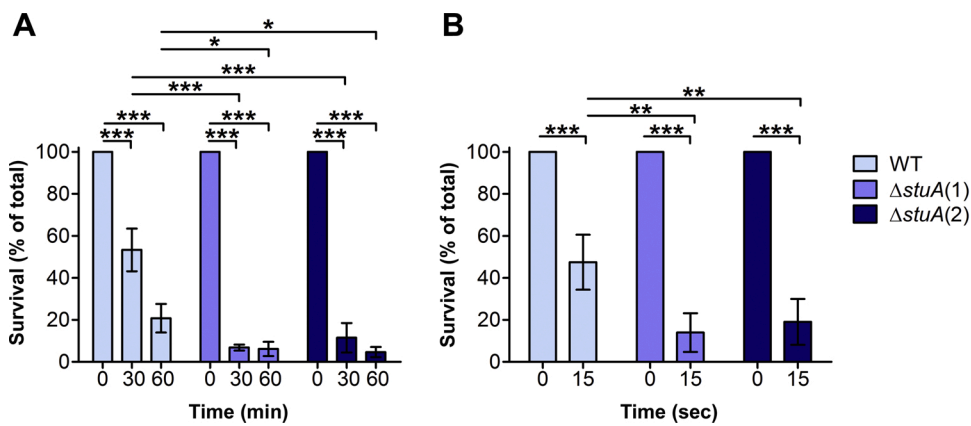 A
*
*
***
***
*** *** ***
*** *** ***
Survival (% of total)
100
80
60
40
20
0
0 30 60 0 30 60 0 30 60
Time (min)
B
**
**
*** *** ***
Survival (% of total)
100
80
60
40
20
0
0 15 0 15 0 15
Time (sec)
WT
ΔstuA(1)
ΔstuA(2)